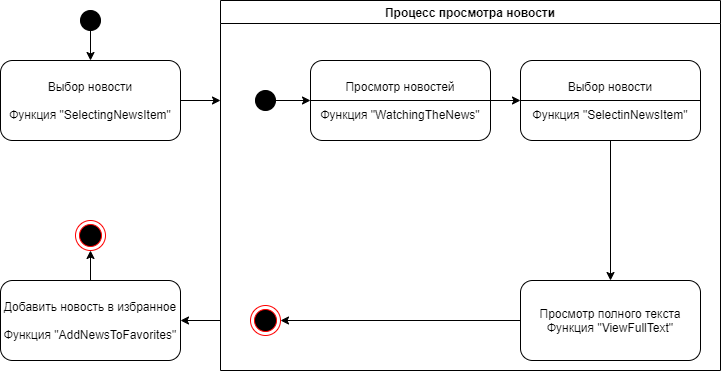 Процесс просмотра новости
Выбор новости
Функция "SelectingNewsItem"
Просмотр новостей
Функция "WatchingTheNews"
Выбор новости
Функция "SelectinNewsItem"
Добавить новость в избранное
Функция "AddNewsToFavorites"
Просмотр полного текста
Функция "ViewFullText"